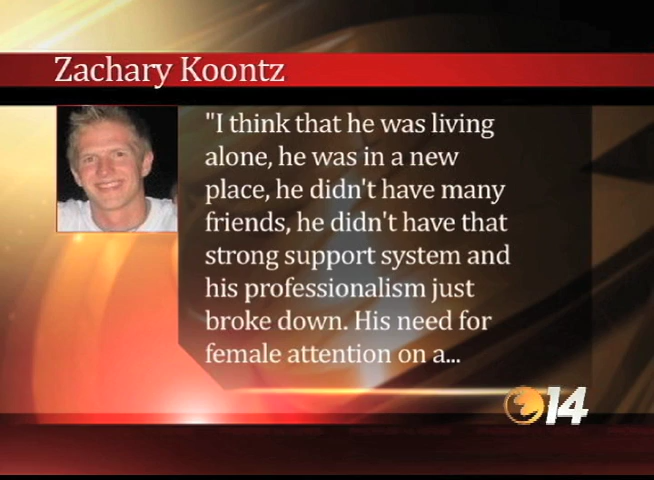 Zachary Koontz
"I think that he was living
alone, he was in a new
place, he didn't have many
friends, he didn't have that
strong support system and
his professionalism just
broke down. His need for
female attention on a...
14